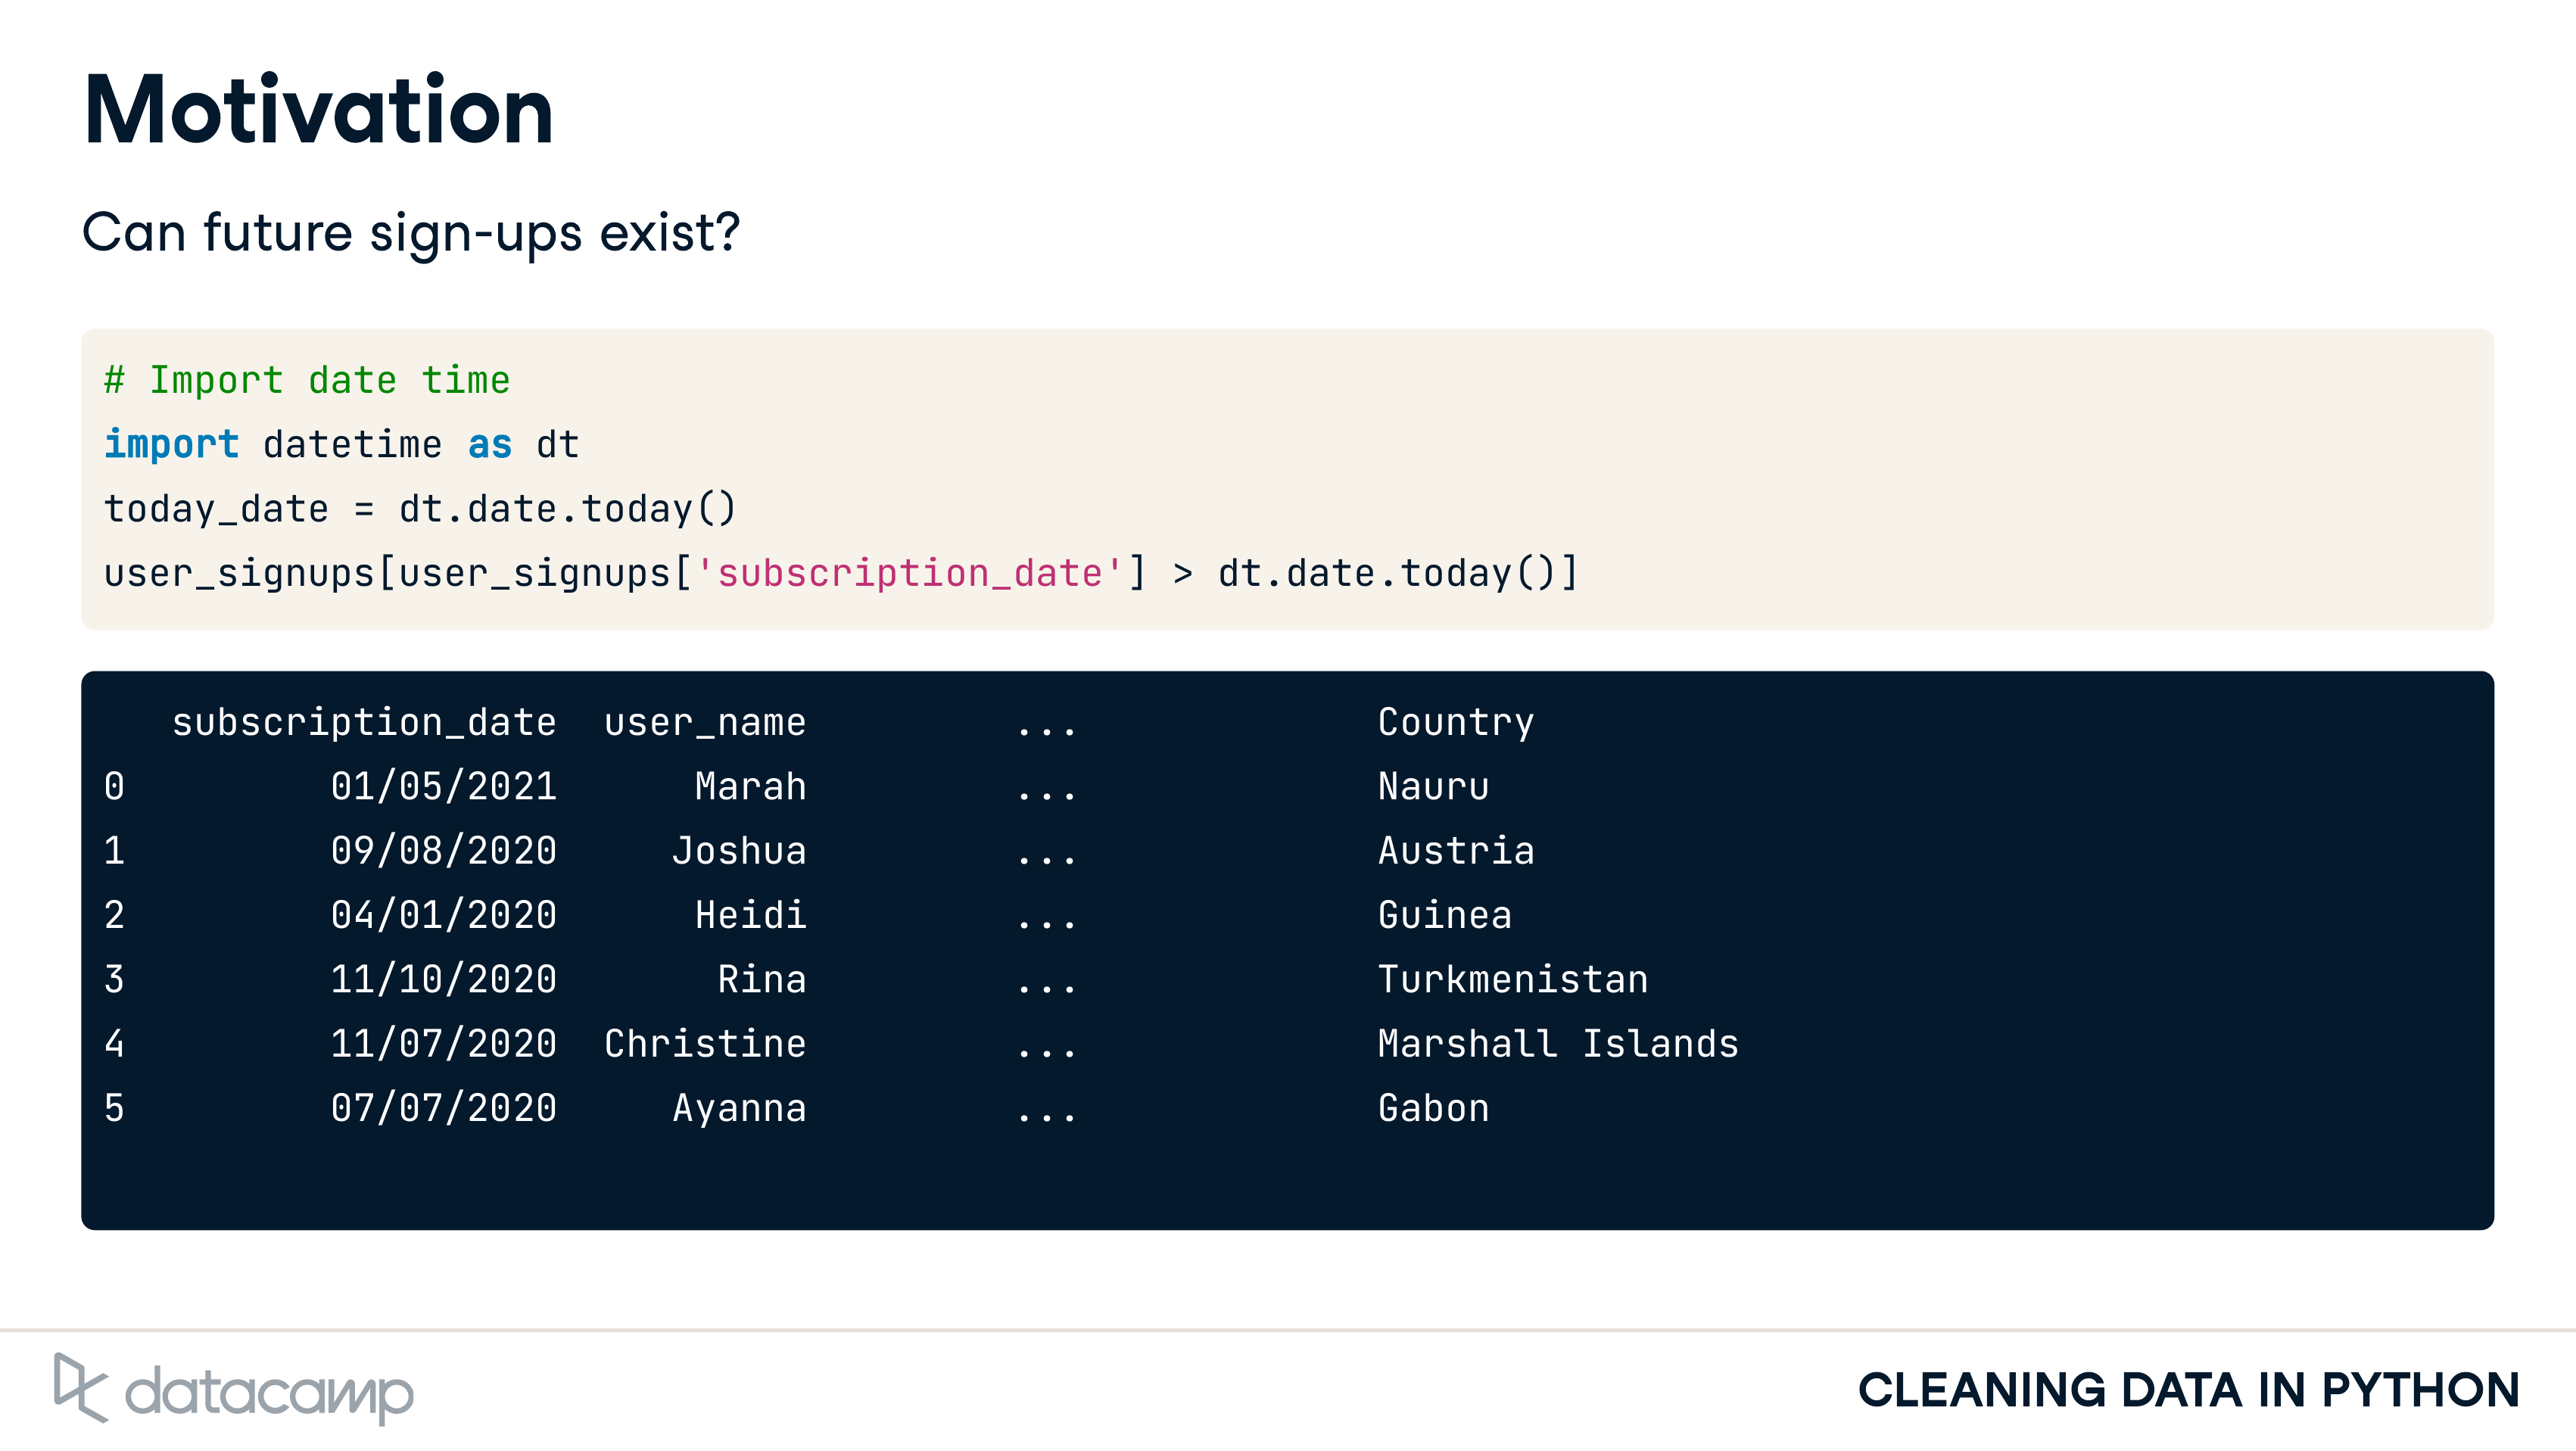 Motivation
Can future sign-ups exist?
# Import date time
import datetime as dt
today_date = dt.date.today()
user_signups[user_signups['subscription_date'] > dt.date.today()]
subscription_date user_name ... Country
0 01/05/2021 Marah ... Nauru
1 09/08/2020 Joshua ... Austria
2 04/01/2020 Heidi ... Guinea
3 11/10/2020 Rina ... Turkmenistan
4 11/07/2020 Christine ... Marshall Islands
5 07/07/2020 Ayanna ... Gabon
datacamp
CLEANING DATA IN PYTHON